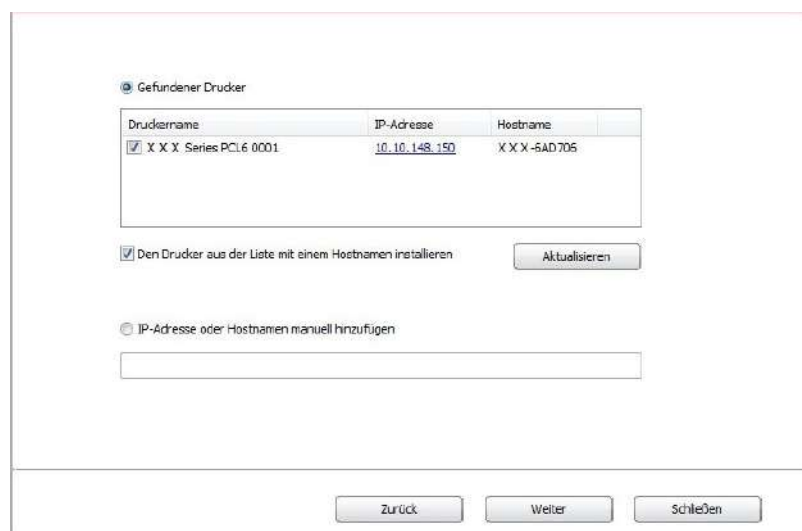 Gefundener Drucker
Druckername IP-Adresse Hostname
X X X Series PCL6 0001 10.10.148.150 X X X-6AD706
Den Drucker aus der Liste mit einem Hostnamen installieren Aktualisieren
IP-Adresse oder Hostnamen manuell hinzufügen
Zurück Weiter Schließen